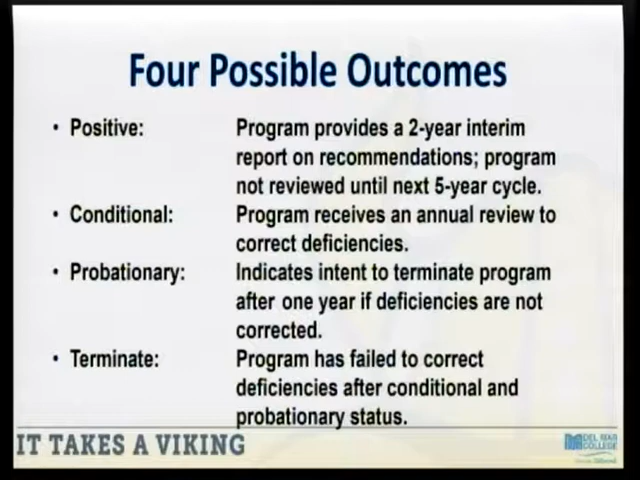 Four Possible Outcomes
• Positive: Program provides a 2-year interim
report on recommendations; program
not reviewed until next 5-year cycle.
• Conditional: Program receives an annual review to
correct deficiencies.
• Probationary: Indicates intent to terminate program
after one year if deficiencies are not
corrected.
• Terminate: Program has failed to correct
deficiencies after conditional and
probationary status.
IT TAKES A VIKING
DEL MAR
COLLEGE